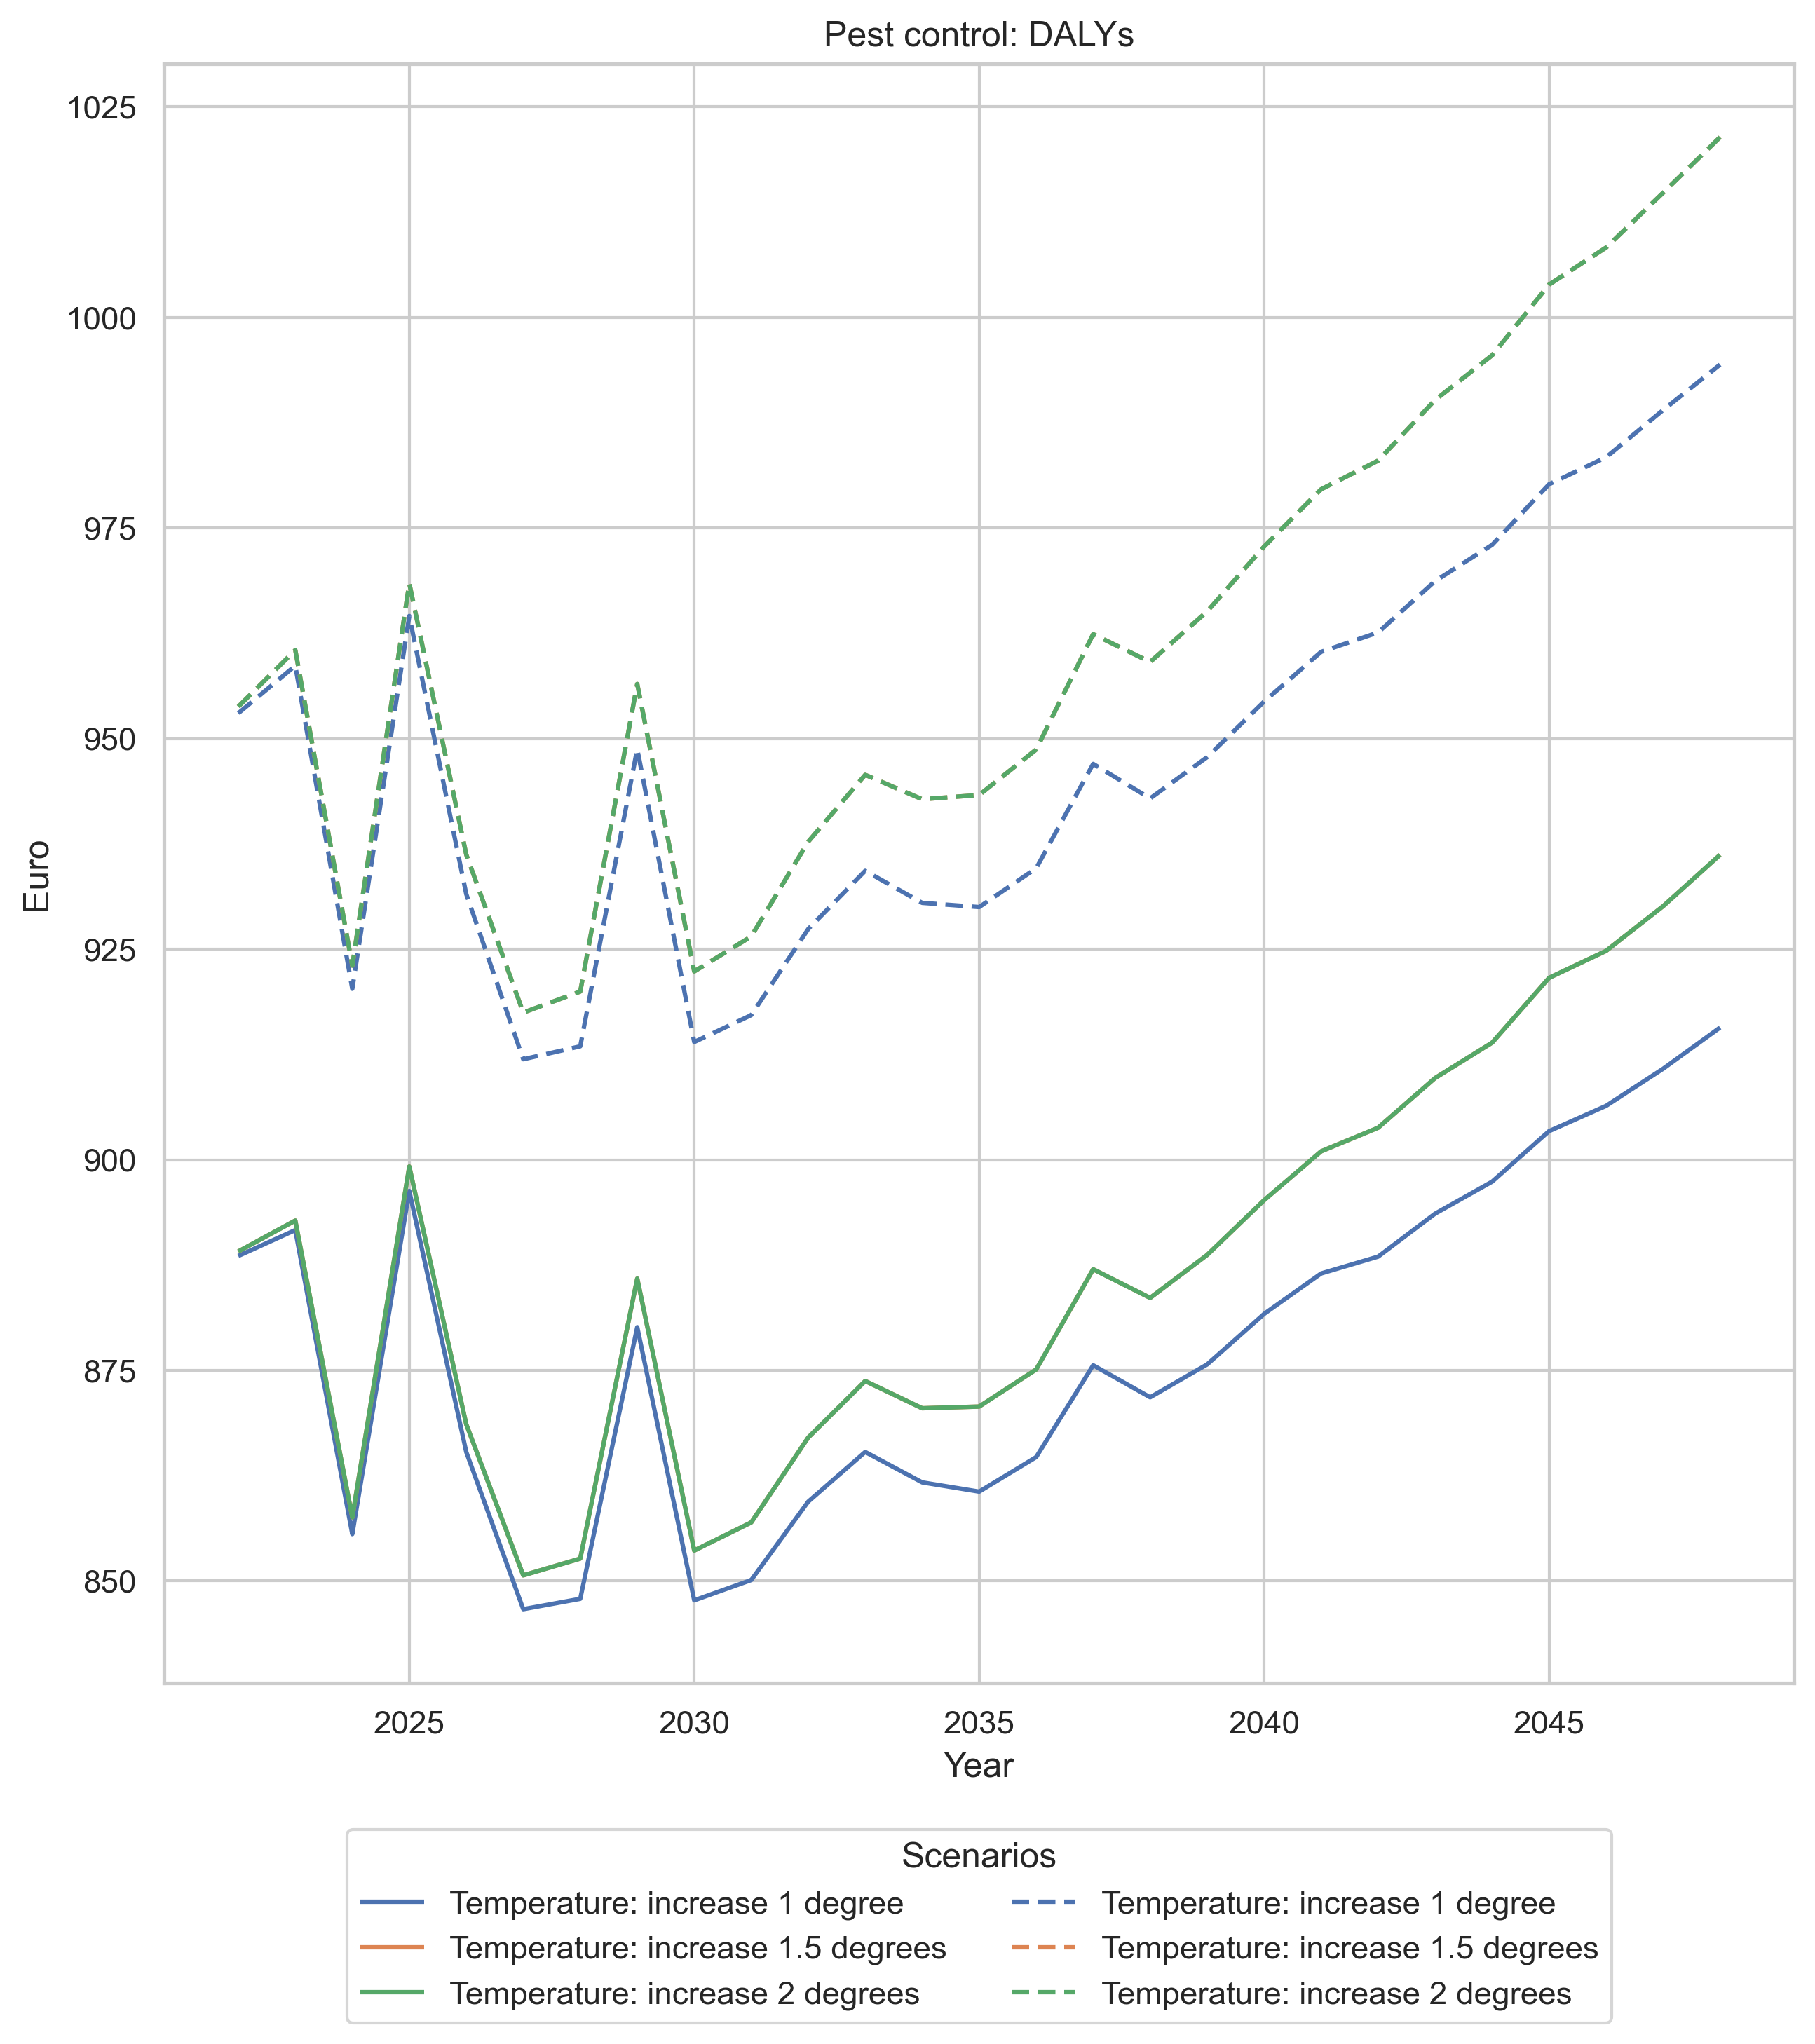 Pest control: DALYs
1025
1000
975
950
925
900
875
850
Euro
2025 2030 2035 2040 2045
Year
Scenarios
Temperature: increase 1 degree
Temperature: increase 1.5 degrees
Temperature: increase 2 degrees
Temperature: increase 1 degree
Temperature: increase 1.5 degrees
Temperature: increase 2 degrees